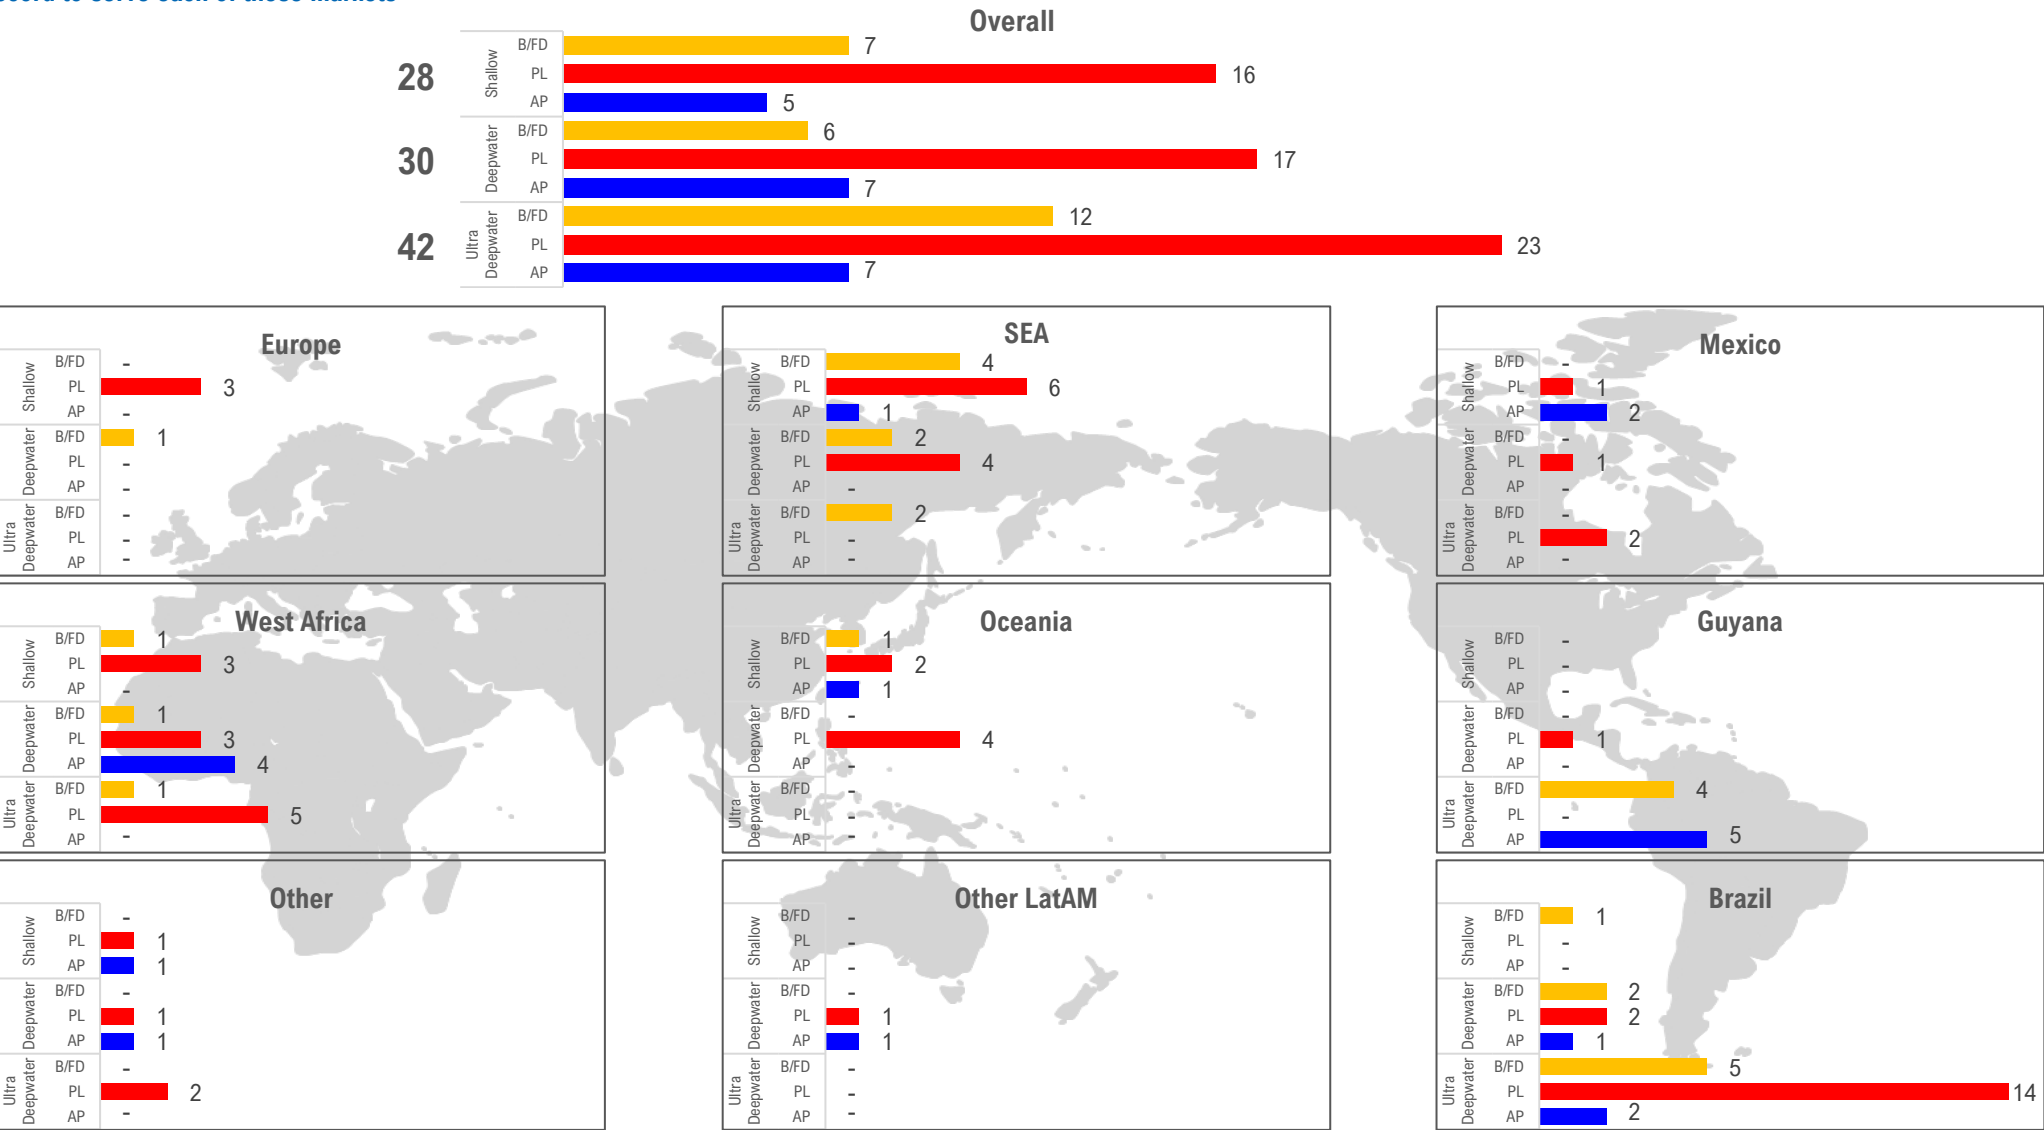 Overall
28
Shallow
B/FD 7
PL 16
AP 5
30
Deepwater
B/FD 6
PL 17
AP 7
42
Ultra
Deepwater
B/FD 12
PL 23
AP 7
Europe
Shallow
B/FD -
PL 3
AP -
Deepwater
B/FD 1
PL -
AP -
Ultra
Deepwater
B/FD -
PL -
AP -
SEA
Shallow
B/FD 4
PL 6
AP 1
Deepwater
B/FD 2
PL 4
AP -
Ultra
Deepwater
B/FD 2
PL -
AP -
Mexico
Shallow
B/FD -
PL 1
AP 2
Deepwater
B/FD -
PL 1
AP -
Ultra
Deepwater
B/FD -
PL 2
AP -
West Africa
Shallow
B/FD 1
PL 3
AP -
Deepwater
B/FD 1
PL 3
AP 4
Ultra
Deepwater
B/FD 1
PL 5
AP -
Oceania
Shallow
B/FD 1
PL 2
AP 1
Deepwater
B/FD -
PL 4
AP -
Ultra
Deepwater
B/FD -
PL -
AP -
Guyana
Shallow
B/FD -
PL -
AP -
Deepwater
B/FD -
PL 1
AP -
Ultra
Deepwater
B/FD 4
PL -
AP 5
Other
Shallow
B/FD -
PL 1
AP 1
Deepwater
B/FD -
PL 1
AP 1
Ultra
Deepwater
B/FD -
PL 2
AP -
Other LatAM
Shallow
B/FD -
PL -
AP -
Deepwater
B/FD -
PL 1
AP 1
Ultra
Deepwater
B/FD -
PL -
AP -
Brazil
Shallow
B/FD 1
PL -
AP -
Deepwater
B/FD 2
PL 2
AP 1
Ultra
Deepwater
B/FD 5
PL 14
AP 2